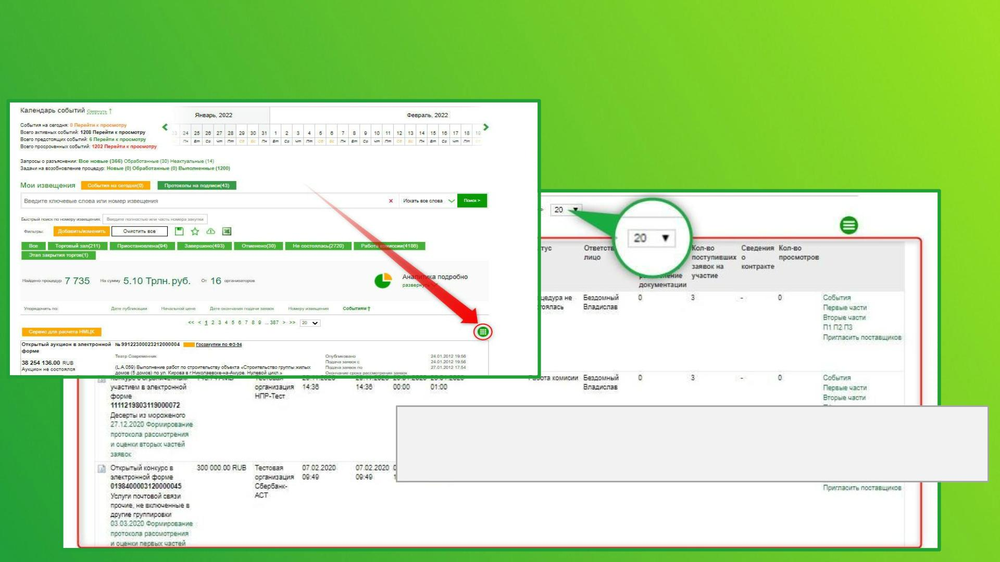 Календарь событий Свернуть ↑
Январь, 2022
Февраль, 2022
События на сегодня: 0 Перейти к просмотру
Всего активных событий: 1208 Перейти к просмотру
Всего предстоящих событий: 6 Перейти к просмотру
Всего просроченных событий: 1202 Перейти к просмотру
23 24 25 26 27 28 29 30 31 1 2 3 4 5 6 7 8 9 10 11 12 13 14 15 16 17 18 19
Пн Вт Ср Чт Пт Сб Вс Пн Вт Ср Чт Пт Сб Вс Пн Вт Ср Чт Пт Сб Вс Пн Вт Ср Чт Пт
Запросы о разъяснении: Все новые (366) Обработанные (30) Неактуальные (14)
Задачи на возобновление процедур: Новые (0) Обработанные (0) Выполненные (1200)
Мои извещения События на сегодня(0) Протоколы на подписи(43)
Введите ключевые слова или номер извещения x Искать все слова Поиск >
Быстрый поиск по номеру извещения: Введите полностью или часть номера закупки
Фильтры: Добавить/изменить Очистить все
Все Торговый зал(211) Приостановлена(94) Завершено(493) Отменено(30) Не состоялась(2720) Работа комиссии(4186)
Этап закрытия торгов(1)
Найдено процедур 7 735 На сумму 5.10 Трлн.руб. От 16 организаторов
Аналитика подробно
развернуть
Упорядочить по: Дате публикации Начальной цене Дате окончания подачи заявок Номеру извещения Событиям ↑
<< < 1 2 3 4 5 6 7 8 9 ...387 > >> 20
Сервис для расчета НМЦК
Открытый аукцион в электронной форме
№ 99122300023212000004 Госзакупки по ФЗ-94
38 254 136.00 RUB
Аукцион не состоялся
Театр Современник
(L.A.059) Выполнение работ по строительству объекта «Строительство группы жилых
домов (5 домов) по ул. Кирова в г.Николаевске-на-Амуре. Нулевой цикл.»
Опубликовано 24.01.2012 19:56
Подача заявок с 24.01.2012 19:56
Подача заявок по 27.01.2012 17:54
Окончание срока рассмотрения заявок
> 20
20
тус
Ответств
лицо
документации
Кол-во
поступивших
заявок на
участие
Сведения
о
контракте
Кол-во
просмотров
цедура не
тоялась
Бездомный
Владислав
0 3 - 0
События
Первые части
Вторые части
П1 П2 П3
Пригласить поставщиков
участием в электронной
форме
1111219803119000072
Десерты из мороженого
27.12.2020 Формирование
протокола рассмотрения
и оценки вторых частей
заявок
организация
НПР-Тест
14:36 14:36 00:00 01:00
комисии
Бездомный
Владислав
0 3 - 0
События
Первые части
Вторые части
Открытый конкурс в
электронной форме
0198400003120000045
Услуги почтовой связи
прочие, не включенные в
другие группировки
03.03.2020 Формирование
протокола рассмотрения
и оценки первых частей
300 000.00 RUB
Тестовая
организация
Сбербанк-
АСТ
07.02.2020
09:49
07.02.2020
09:49
Пригласить поставщиков